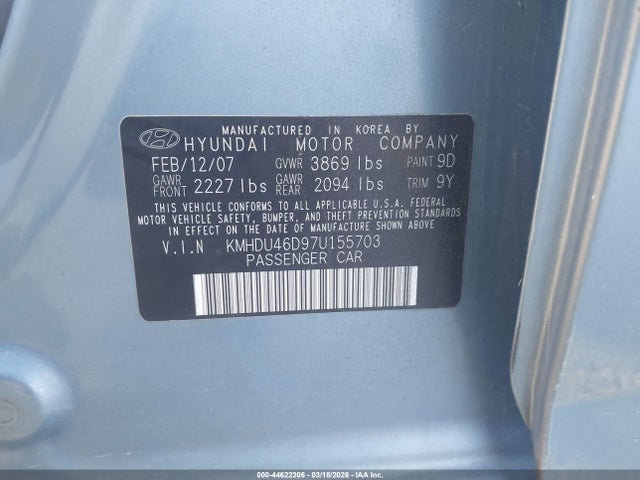 MANUFACTURED IN KOREA BY
HYUNDAI MOTOR COMPANY
FEB/12/07 GVWR 3869 lbs PAINT 9D
GAWR FRONT 2227 lbs GAWR REAR 2094 lbs TRIM 9Y
THIS VEHICLE CONFORMS TO ALL APPLICABLE U.S.A. FEDERAL
MOTOR VEHICLE SAFETY, BUMPER, AND THEFT PREVENTION STANDARDS
IN EFFECT ON THE DATE OF MANUFACTURE SHOWN ABOVE
V.I.N KMHDU46D97U155703
PASSENGER CAR
000-44622306 - 03/18/2026 - IAAI.COM